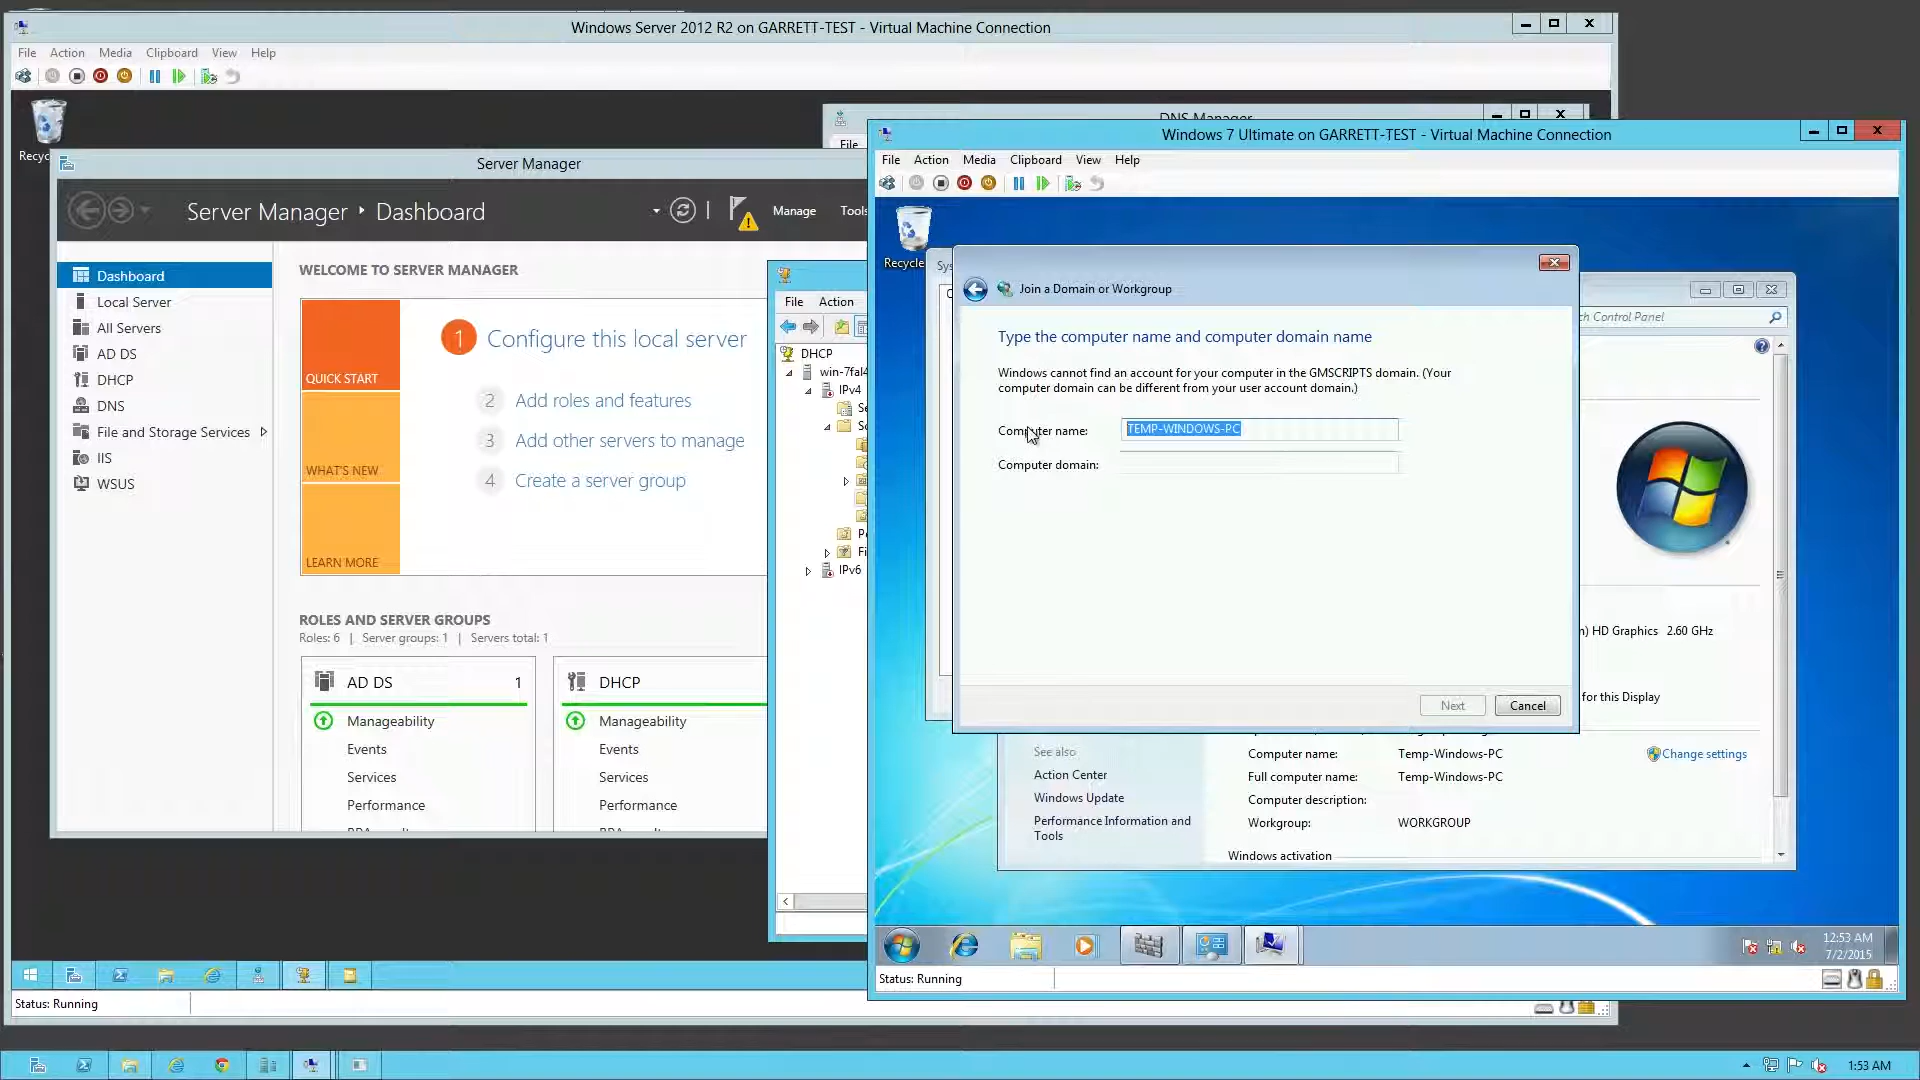 Windows Server 2012 R2 on GARRETT-TEST - Virtual Machine Connection
File Action Media Clipboard View Help
Server Manager
Server Manager Dashboard
Manage
Dashboard
Local Server
All Servers
AD DS
DHCP
DNS
File and Storage Services
IIS
WSUS
WELCOME TO SERVER MANAGER
QUICK START
WHAT'S NEW
LEARN MORE
1 Configure this local server
2 Add roles and features
3 Add other servers to manage
4 Create a server group
ROLES AND SERVER GROUPS
Roles: 6 | Server groups: 1 | Servers total: 1
AD DS 1
Manageability
Events
Services
Performance
DHCP
Manageability
Events
Services
Performance
DNS Manager
File
File Action
DHCP
IPv4
IPv6
Windows 7 Ultimate on GARRETT-TEST - Virtual Machine Connection
File Action Media Clipboard View Help
Recycle
Join a Domain or Workgroup
Type the computer name and computer domain name
Windows cannot find an account for your computer in the GMSCRIPTS domain. (Your
computer domain can be different from your user account domain.)
Computer name: TEMP-WINDOWS-PC
Computer domain:
Next Cancel
Control Panel
HD Graphics 2.60 GHz
for this Display
See also
Action Center
Windows Update
Performance Information and
Tools
Computer name: Temp-Windows-PC
Change settings
Full computer name: Temp-Windows-PC
Computer description:
Workgroup: WORKGROUP
Windows activation
12:53 AM
7/2/2015
Status: Running
Status: Running
1:53 AM